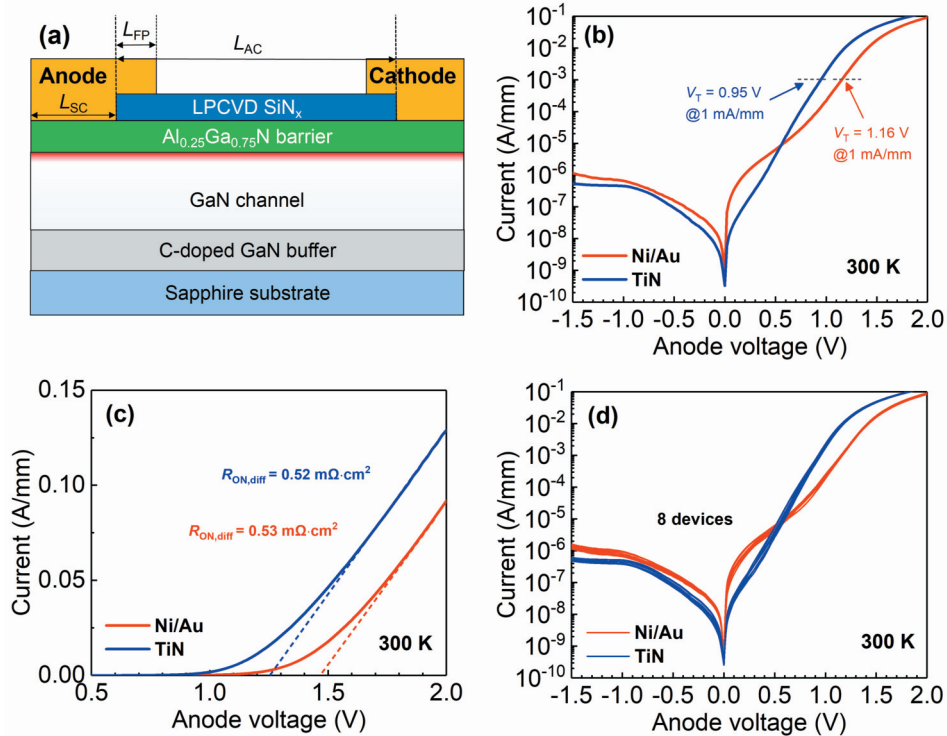 (a)
L_FP
L_AC
Anode
Cathode
L_SC
LPCVD SiN_x
Al_0.25Ga_0.75N barrier
GaN channel
C-doped GaN buffer
Sapphire substrate
(b)
Current (A/mm)
10^-1
10^-2
10^-3
10^-4
10^-5
10^-6
10^-7
10^-8
10^-9
10^-10
V_T = 0.95 V
@1 mA/mm
V_T = 1.16 V
@1 mA/mm
Ni/Au
TiN
300 K
-1.5 -1.0 -0.5 0.0 0.5 1.0 1.5 2.0
Anode voltage (V)
(c)
Current (A/mm)
0.15
0.10
0.05
0.00
R_ON,diff = 0.52 mΩ·cm^2
R_ON,diff = 0.53 mΩ·cm^2
Ni/Au
TiN
300 K
0.5 1.0 1.5 2.0
Anode voltage (V)
(d)
Current (A/mm)
10^-1
10^-2
10^-3
10^-4
10^-5
10^-6
10^-7
10^-8
10^-9
10^-10
8 devices
Ni/Au
TiN
300 K
-1.5 -1.0 -0.5 0.0 0.5 1.0 1.5 2.0
Anode voltage (V)